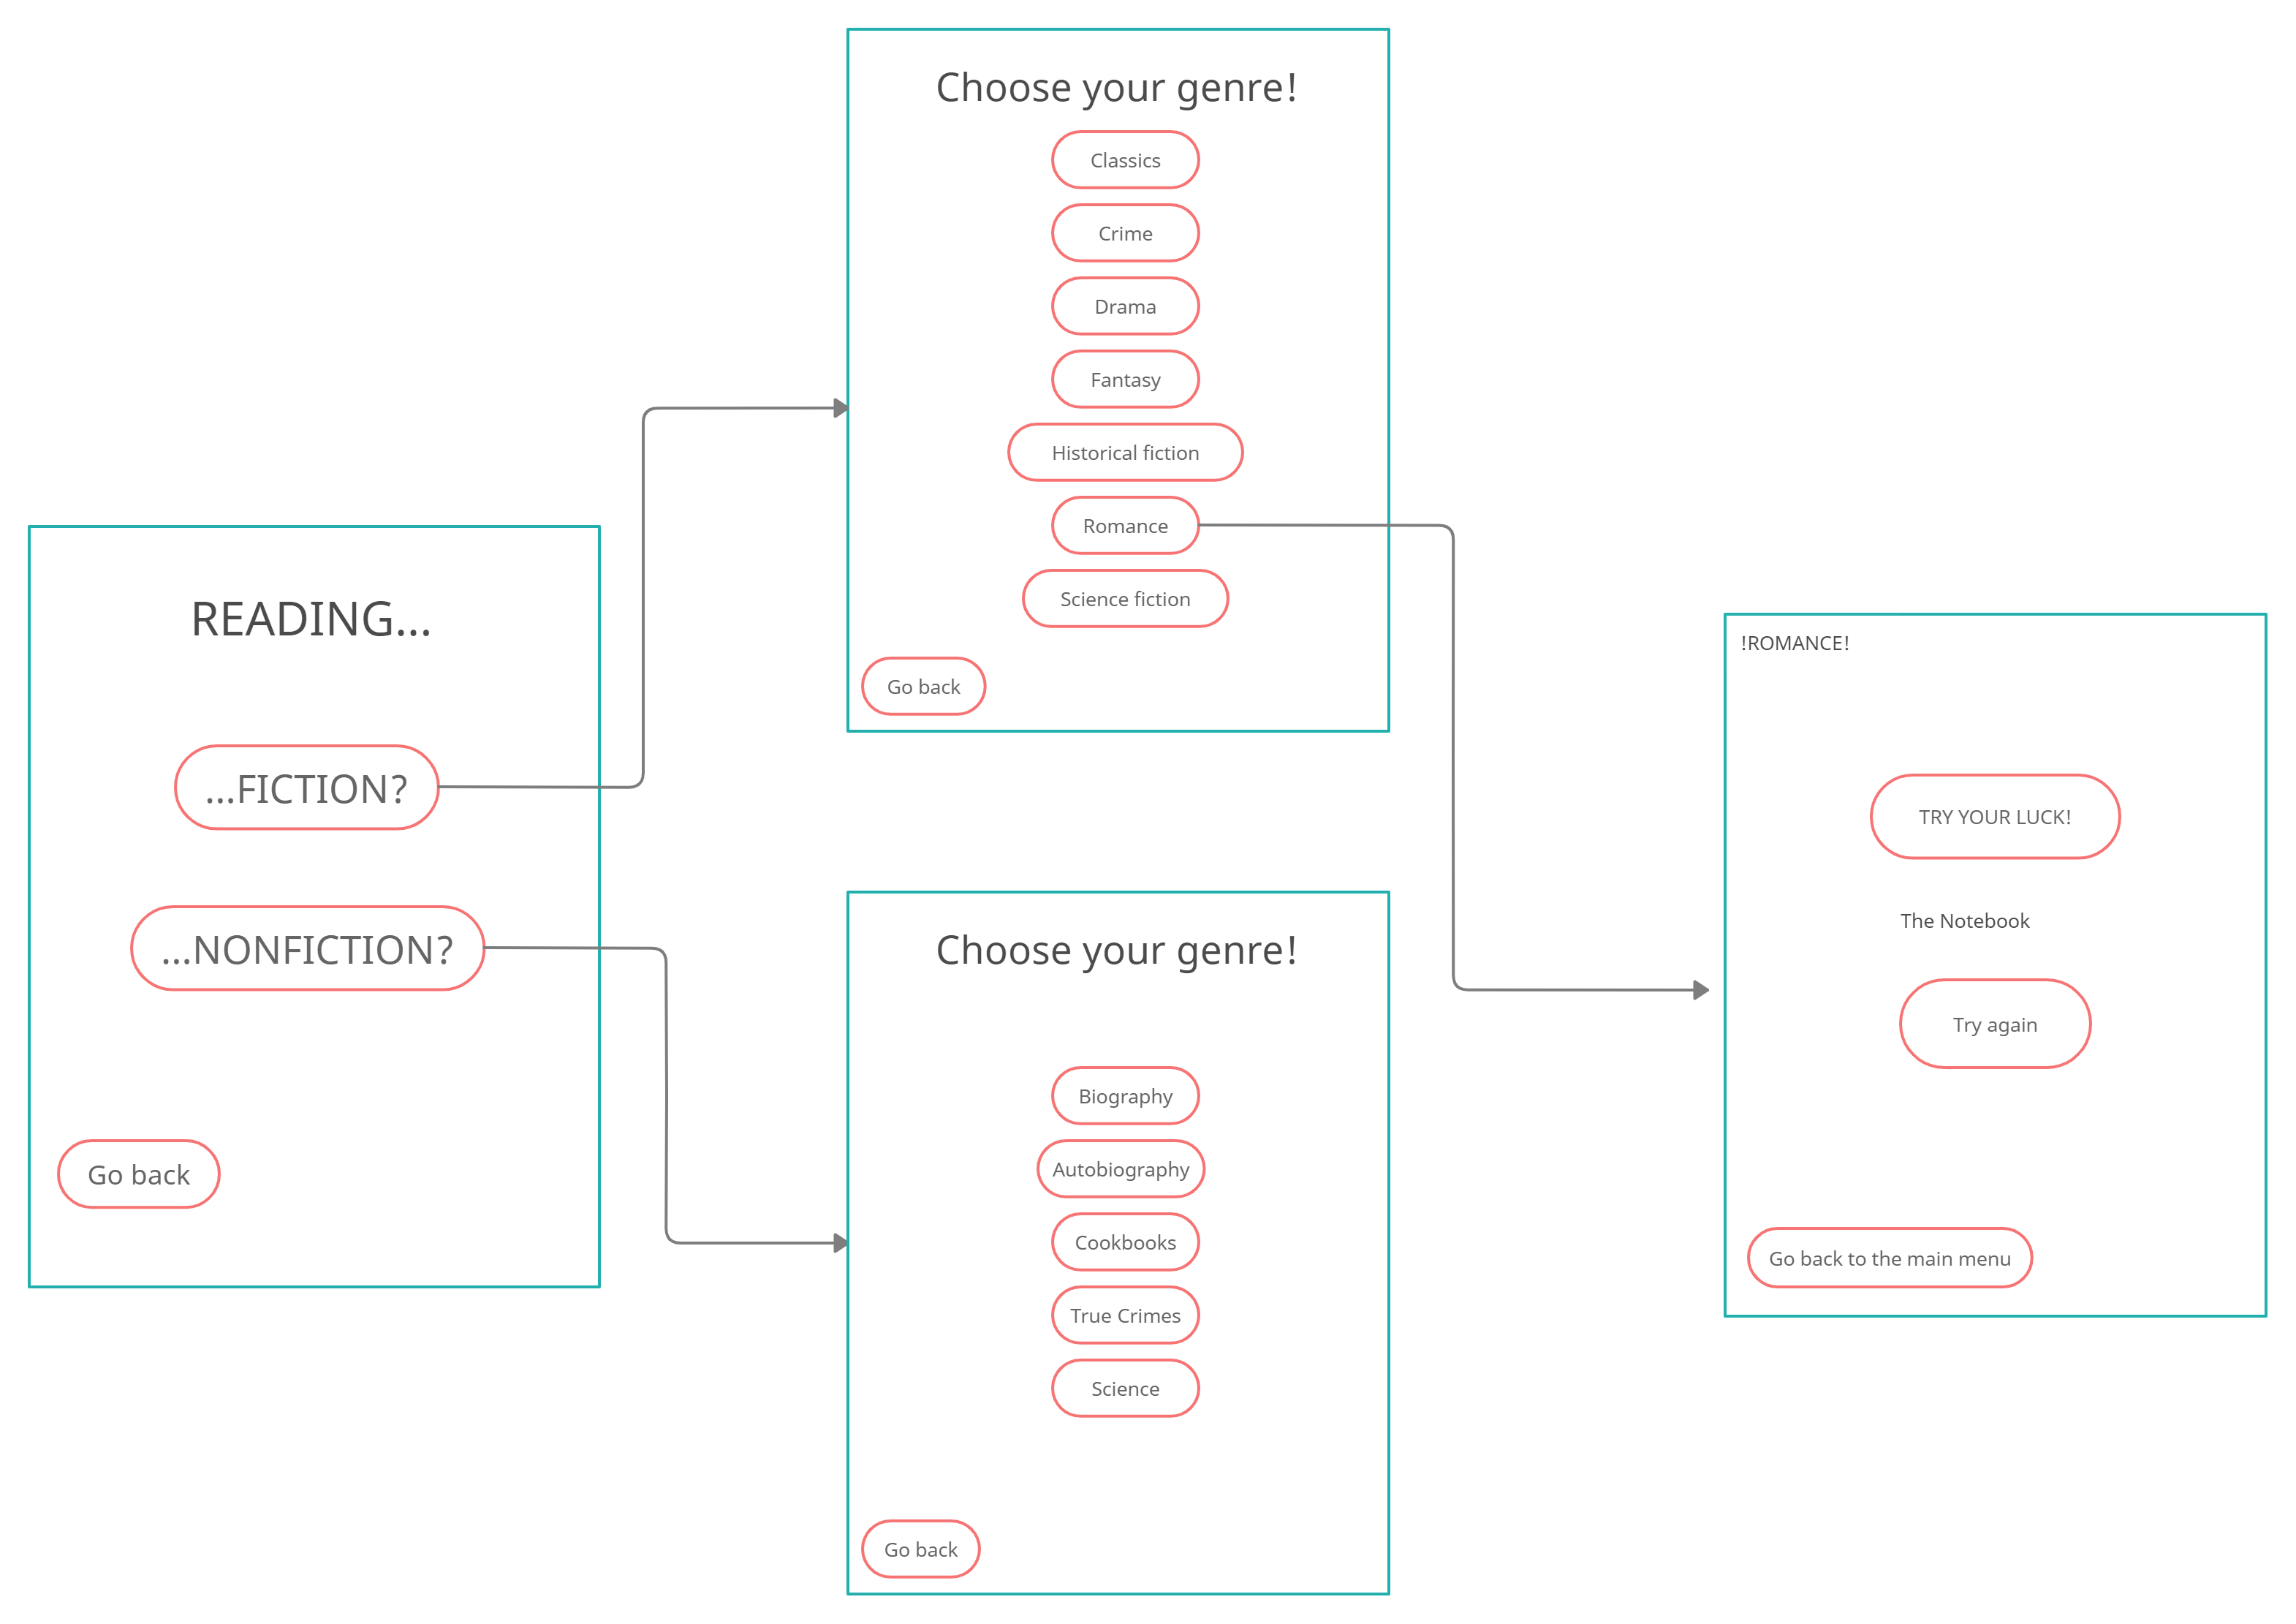 READING...
...FICTION?
...NONFICTION?
Go back
Choose your genre!
Classics
Crime
Drama
Fantasy
Historical fiction
Romance
Science fiction
Go back
Choose your genre!
Biography
Autobiography
Cookbooks
True Crimes
Science
Go back
!ROMANCE!
TRY YOUR LUCK!
The Notebook
Try again
Go back to the main menu